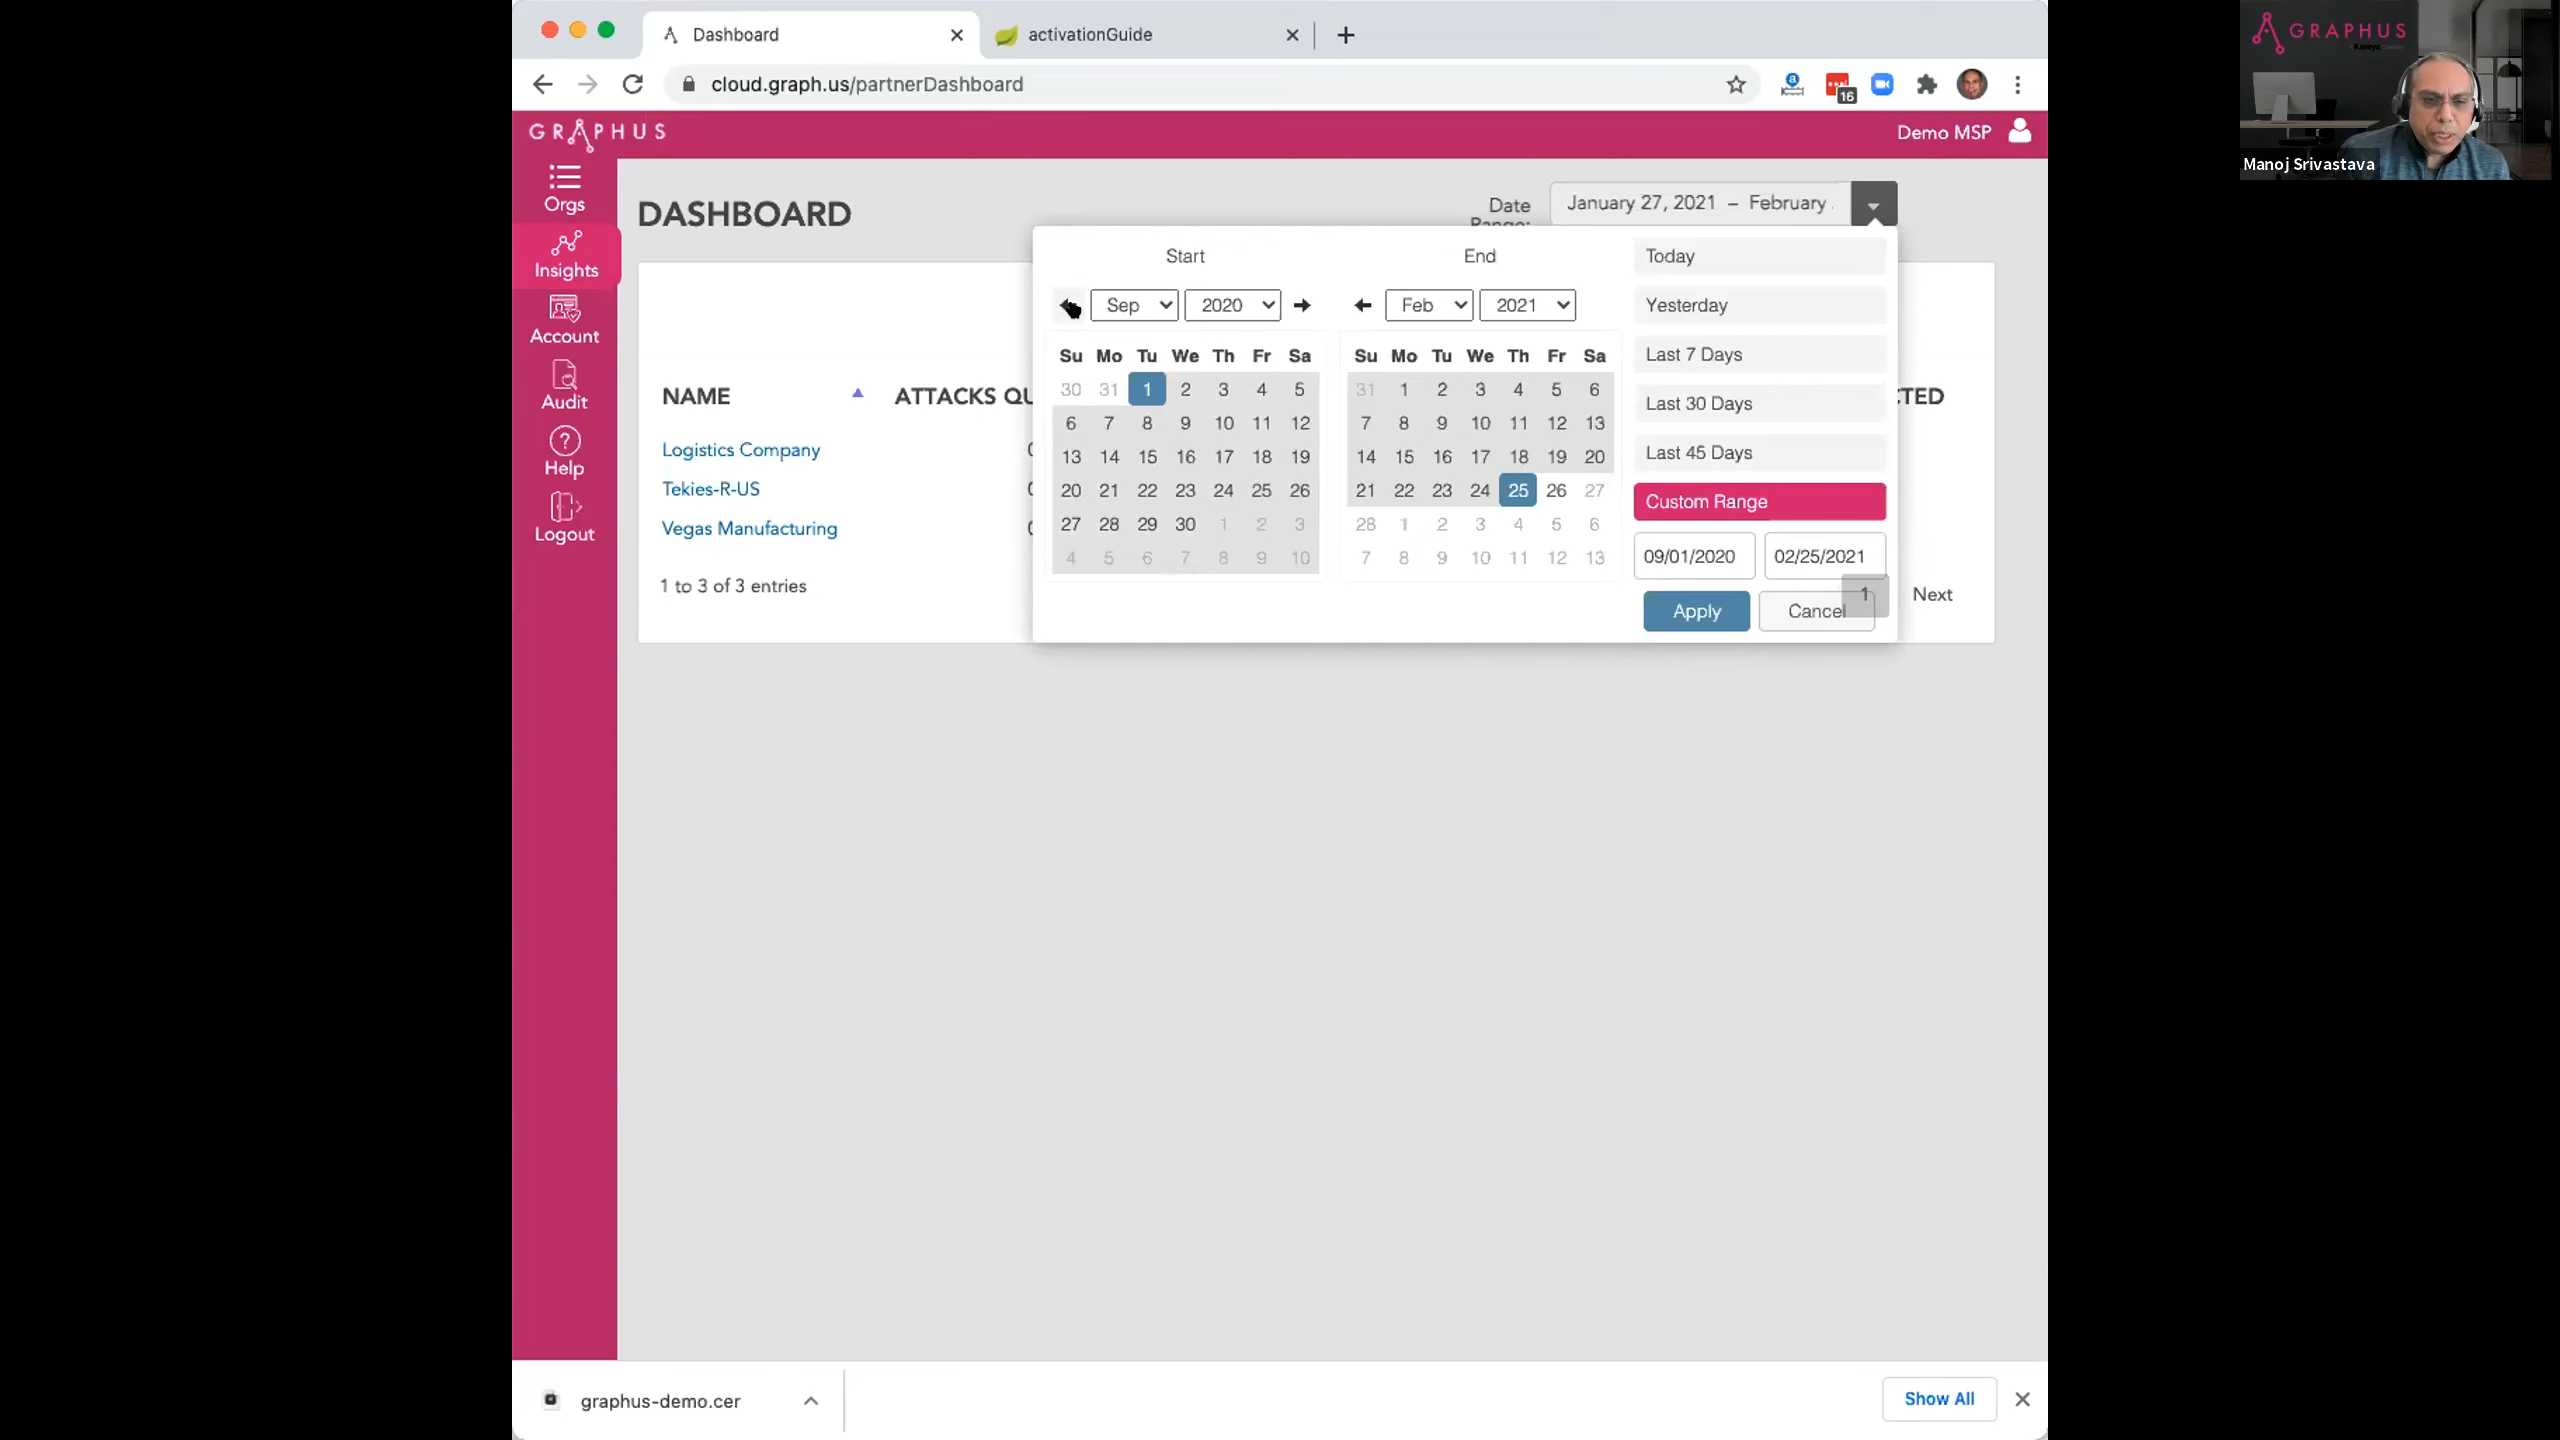 Dashboard
activationGuide
cloud.graph.us/partnerDashboard
16
GRAPHUS
Demo MSP
GRAPHUS
Kaseya
Manoj Srivastava
Orgs
Insights
Account
Audit
Help
Logout
DASHBOARD
Date
Range:
January 27, 2021 – February
Start
End
Sep 2020
Feb 2021
Su Mo Tu We Th Fr Sa
30 31 1 2 3 4 5
6 7 8 9 10 11 12
13 14 15 16 17 18 19
20 21 22 23 24 25 26
27 28 29 30 1 2 3
4 5 6 7 8 9 10
Su Mo Tu We Th Fr Sa
31 1 2 3 4 5 6
7 8 9 10 11 12 13
14 15 16 17 18 19 20
21 22 23 24 25 26 27
28 1 2 3 4 5 6
7 8 9 10 11 12 13
Today
Yesterday
Last 7 Days
Last 30 Days
Last 45 Days
Custom Range
09/01/2020 02/25/2021
Apply Cancel
NAME ATTACKS QU
CTED
Logistics Company
Tekies-R-US
Vegas Manufacturing
1 to 3 of 3 entries
1 Next
graphus-demo.cer
Show All